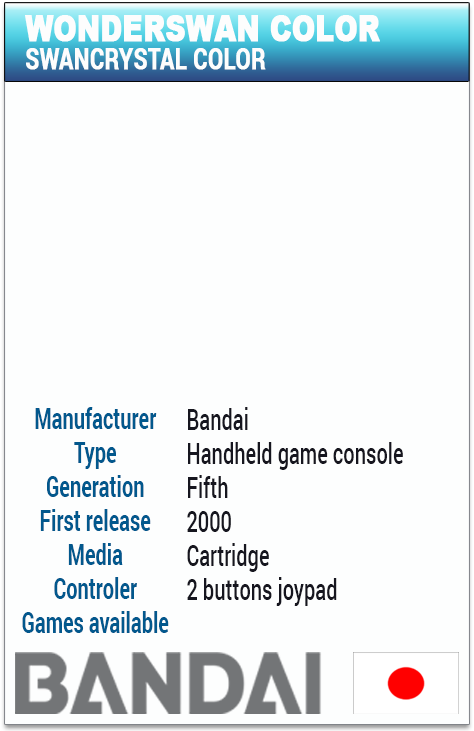 WONDERSWAN COLOR
SWANCRYSTAL COLOR
Manufacturer Bandai
Type Handheld game console
Generation Fifth
First release 2000
Media Cartridge
Controler 2 buttons joypad
Games available
BANDAI